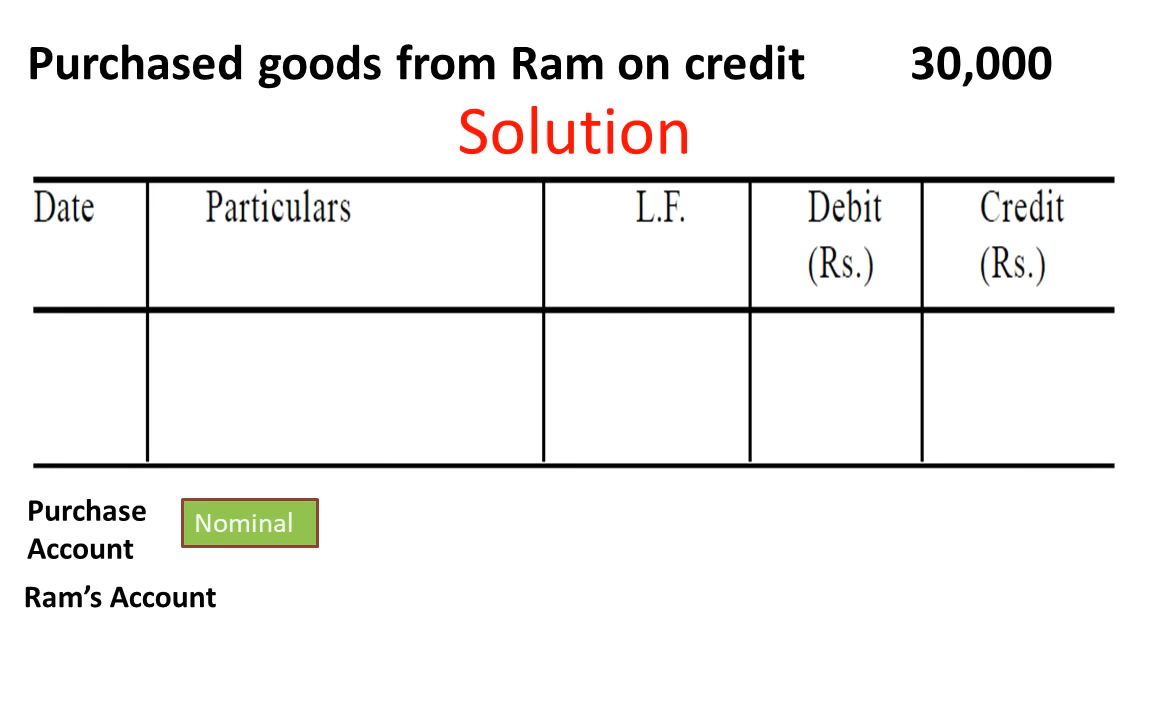 Purchased goods from Ram on credit 30,000
Solution
Date Particulars L.F. Debit Credit
(Rs.) (Rs.)
Purchase
Account
Nominal
Ram’s Account